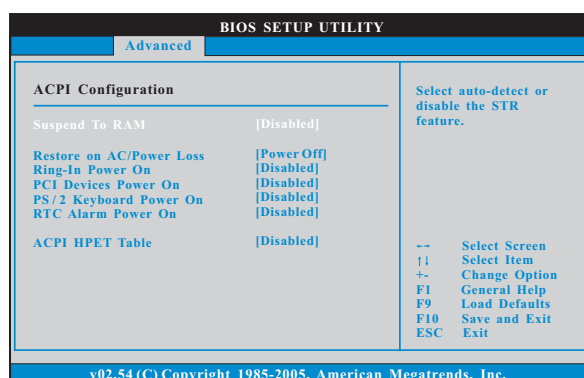 BIOS SETUP UTILITY
Advanced
ACPI Configuration
Suspend To RAM [Disabled]
Restore on AC/Power Loss [Power Off]
Ring-In Power On [Disabled]
PCI Devices Power On [Disabled]
PS/2 Keyboard Power On [Disabled]
RTC Alarm Power On [Disabled]
ACPI HPET Table [Disabled]
Select auto-detect or
disable the STR
feature.
←→ Select Screen
↑↓ Select Item
+- Change Option
F1 General Help
F9 Load Defaults
F10 Save and Exit
ESC Exit
v02.54 (C) Copyright 1985-2005, American Megatrends, Inc.